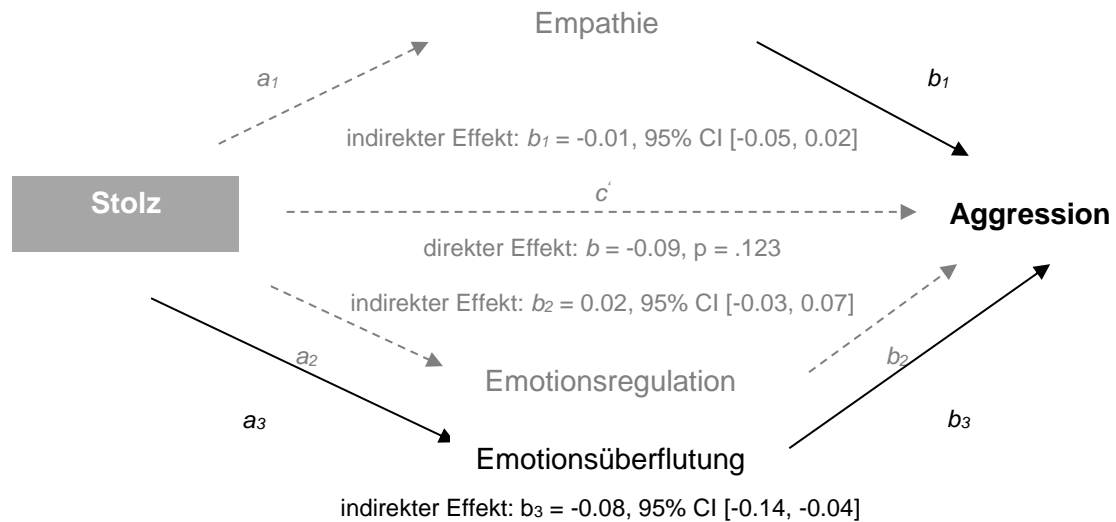 Empathie
a1
b1
indirekter Effekt: b1 = -0.01, 95% CI [-0.05, 0.02]
Stolz
c‘
Aggression
direkter Effekt: b = -0.09, p = .123
indirekter Effekt: b2 = 0.02, 95% CI [-0.03, 0.07]
a2
b2
Emotionsregulation
a3
b3
Emotionsüberflutung
indirekter Effekt: b3 = -0.08, 95% CI [-0.14, -0.04]